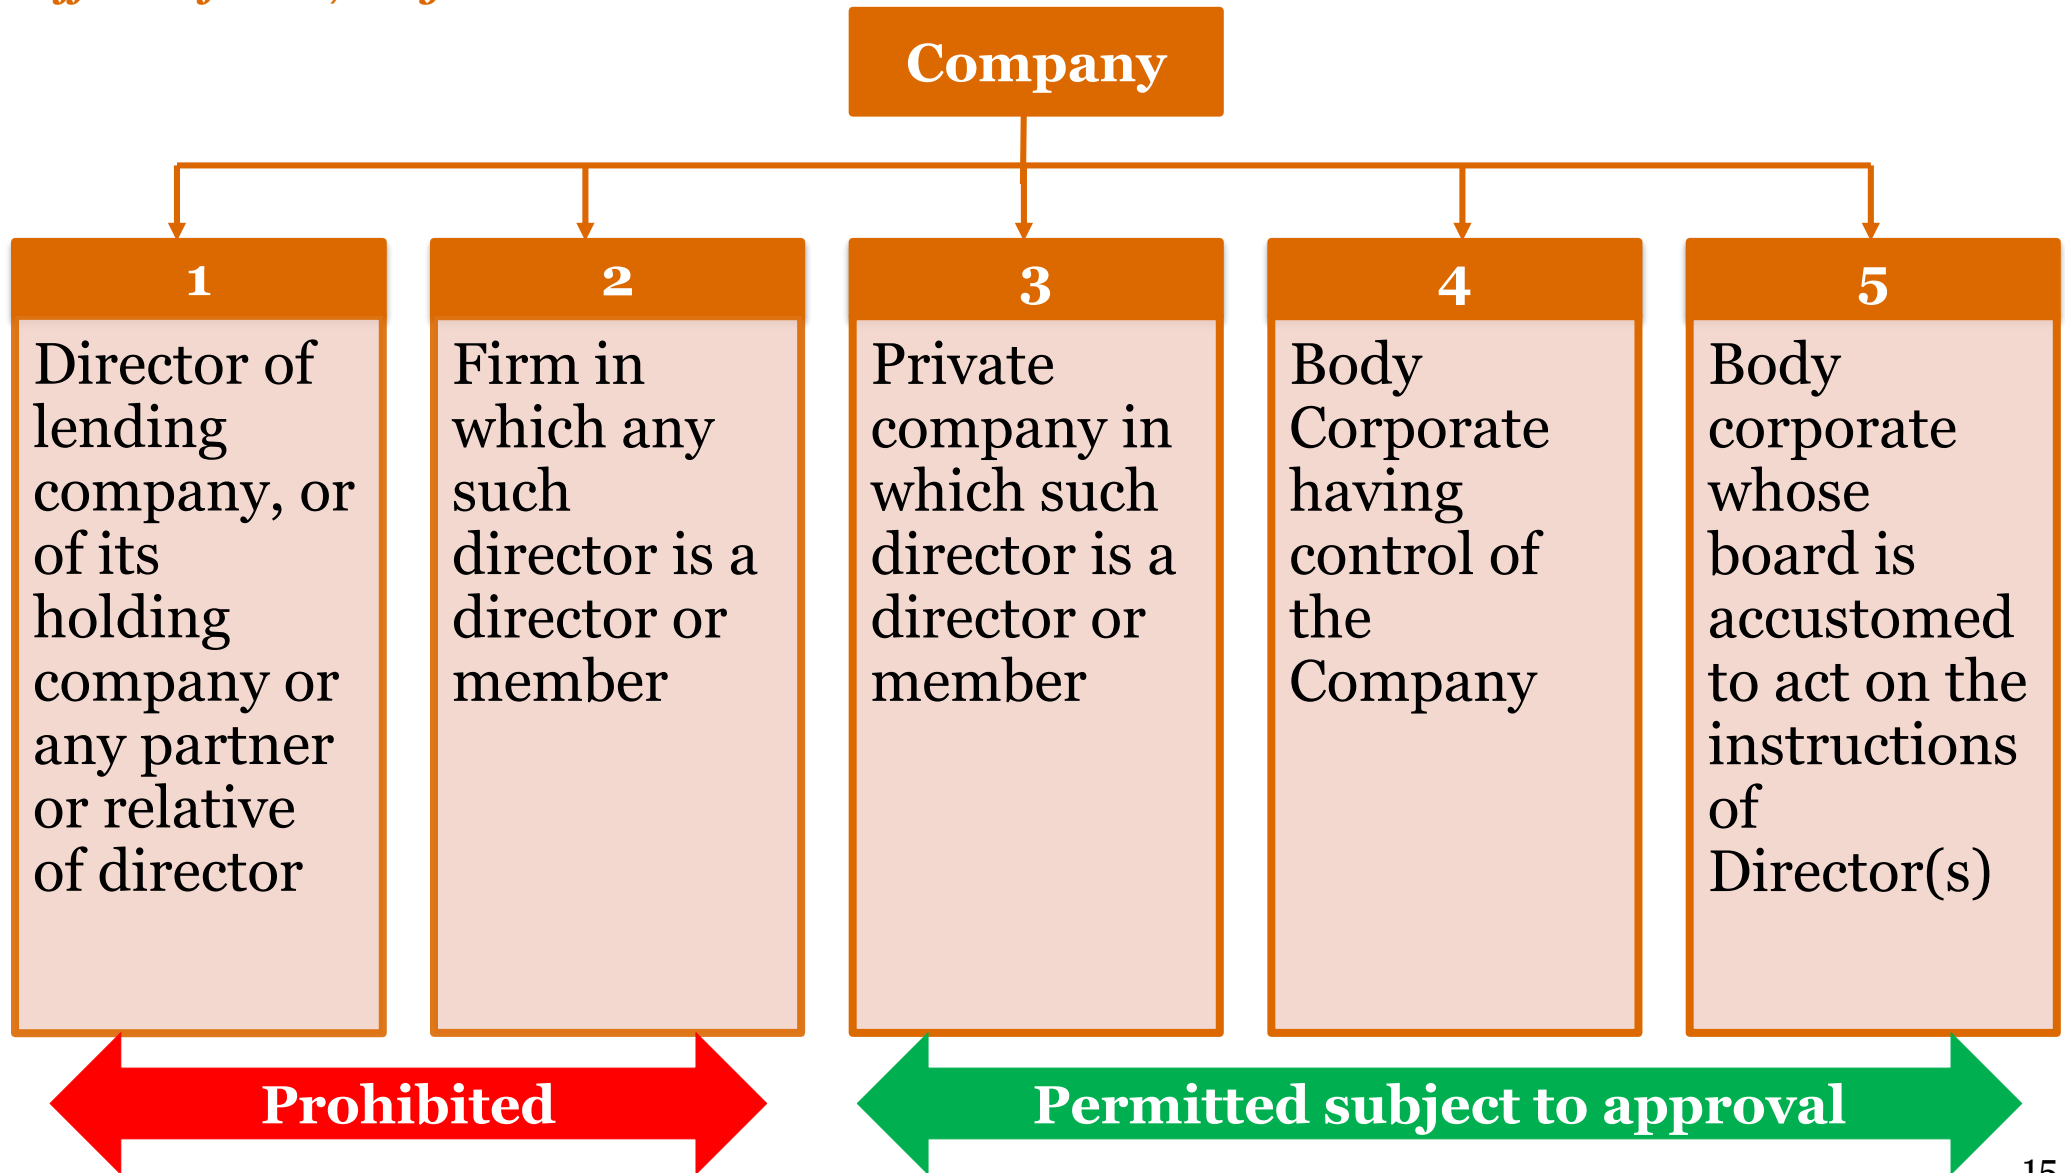 Company
1
Director of
lending
company, or
of its
holding
company or
any partner
or relative
of director
2
Firm in
which any
such
director is a
director or
member
3
Private
company in
which such
director is a
director or
member
4
Body
Corporate
having
control of
the
Company
5
Body
corporate
whose
board is
accustomed
to act on the
instructions
of
Director(s)
Prohibited
Permitted subject to approval
15